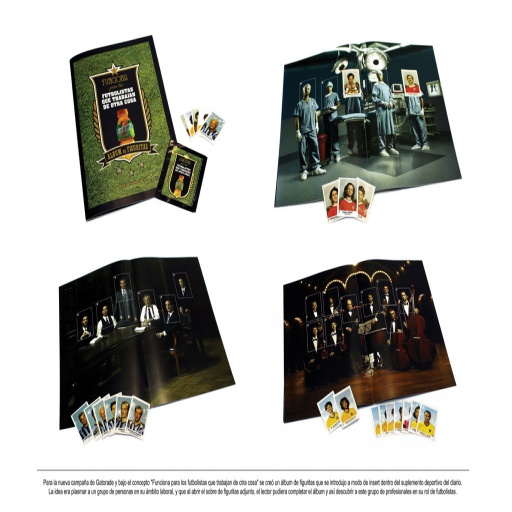 FUNCIONA
FUTBOLISTAS
QUE TRABAJAN
DE OTRA COSA
ALBUM DE FIGURITAS
Para la nueva campaña de Gatorade y bajo el concepto "Funciona para los futbolistas que trabajan de otra cosa" se creó un álbum de figuritas que se introdujo a modo de insert dentro del suplemento deportivo del diario.
La idea era plasmar a un grupo de personas en su ámbito laboral, y que al abrir el sobre de figuritas adjunto, el lector pudiera completar el álbum y así descubrir a este grupo de profesionales en su rol de futbolistas.